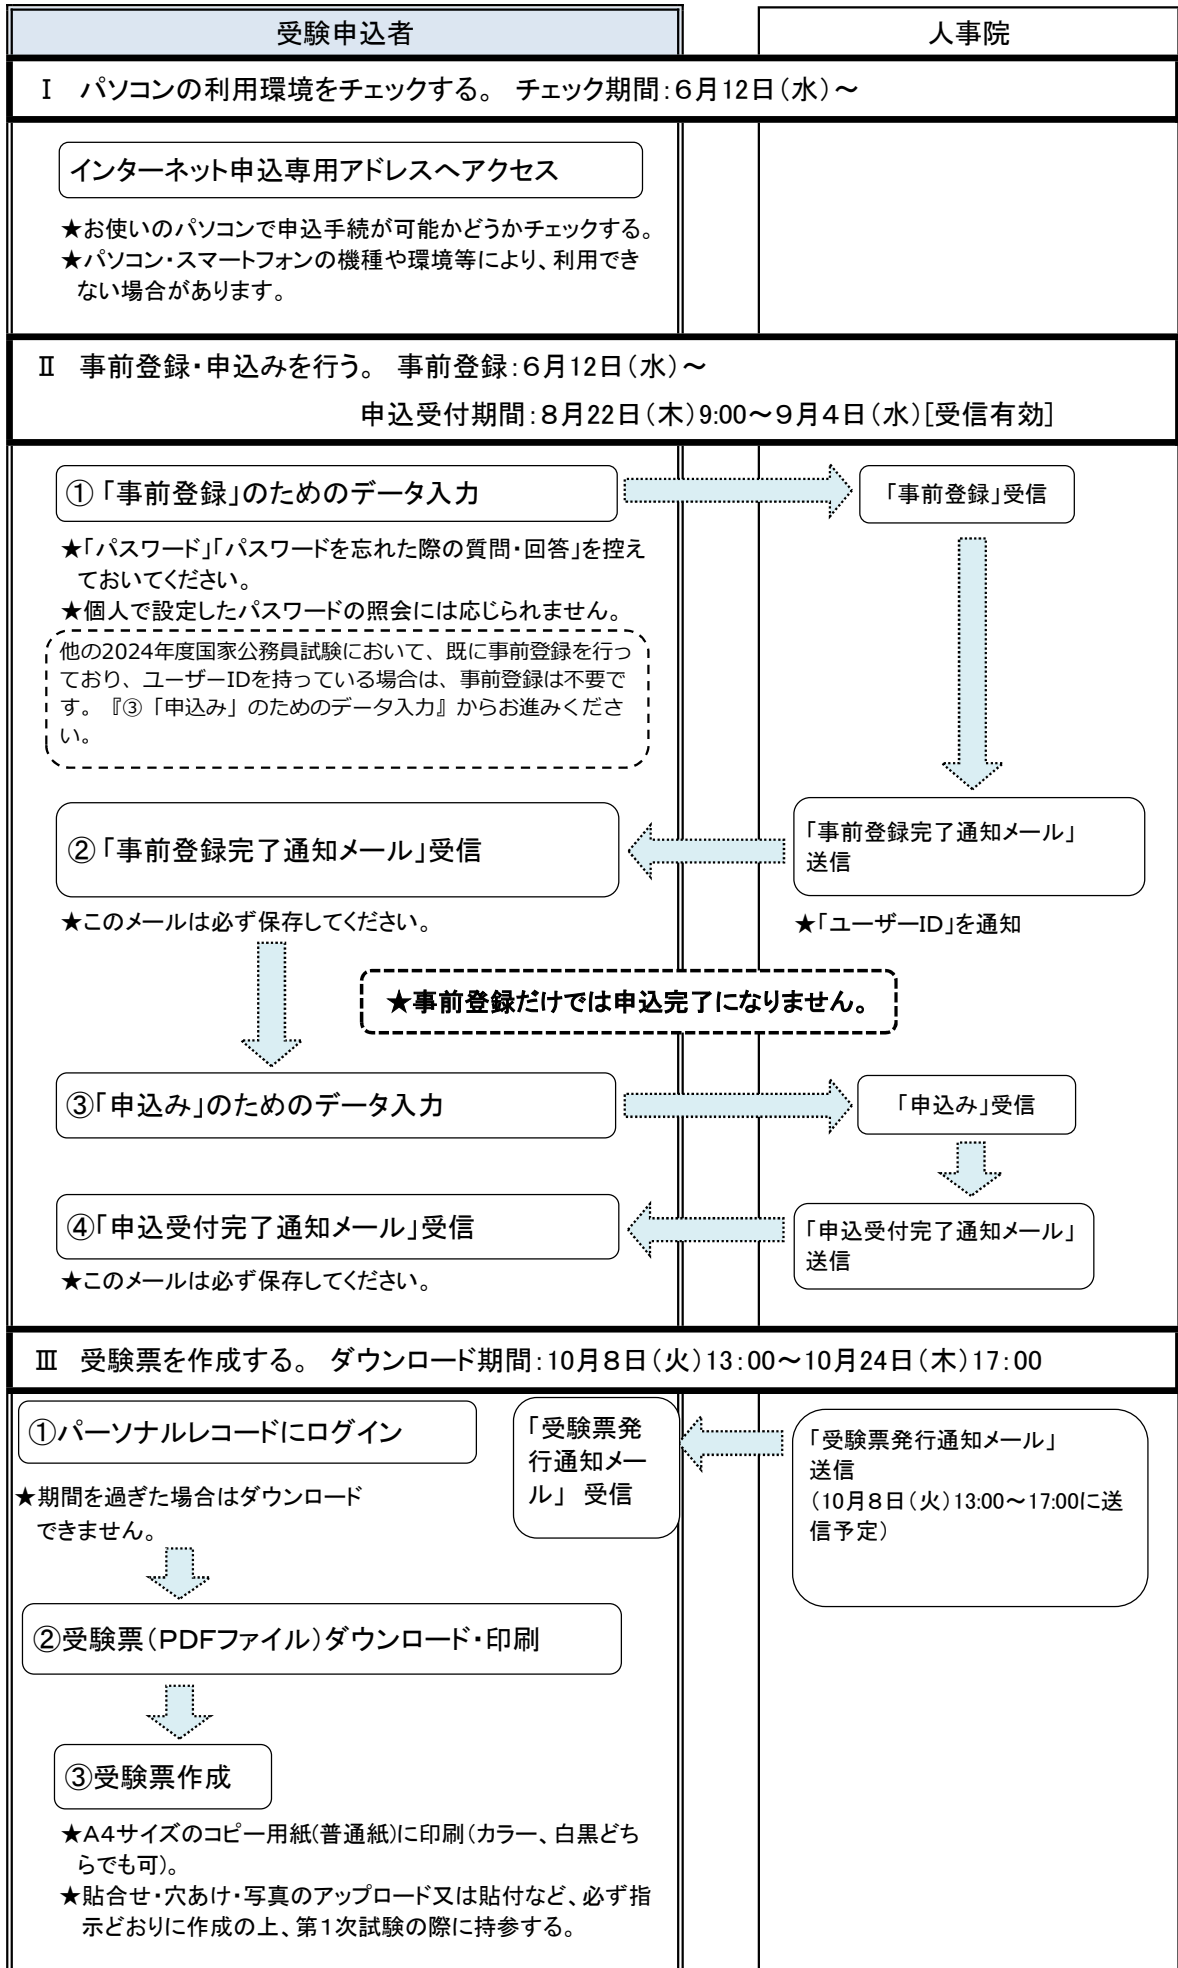 受験申込者
人事院
Ⅰ　パソコンの利用環境をチェックする。　チェック期間：６月12日（水）～
インターネット申込専用アドレスへアクセス
★お使いのパソコンで申込手続が可能かどうかチェックする。
★パソコン・スマートフォンの機種や環境等により、利用でき
ない場合があります。
Ⅱ　事前登録・申込みを行う。　事前登録：６月12日（水）～
申込受付期間：８月22日（木）9:00～９月４日（水）[受信有効]
①「事前登録」のためのデータ入力
「事前登録」受信
★「パスワード」「パスワードを忘れた際の質問・回答」を控え
ておいてください。
★個人で設定したパスワードの照会には応じられません。
他の2024年度国家公務員試験において、既に事前登録を行っ
ており、ユーザーIDを持っている場合は、事前登録は不要で
す。『③「申込み」のためのデータ入力』からお進みくださ
い。
②「事前登録完了通知メール」受信
「事前登録完了通知メール」
送信
★このメールは必ず保存してください。
★「ユーザーＩＤ」を通知
★事前登録だけでは申込完了になりません。
③「申込み」のためのデータ入力
「申込み」受信
④「申込受付完了通知メール」受信
「申込受付完了通知メール」
送信
★このメールは必ず保存してください。
Ⅲ　受験票を作成する。　ダウンロード期間：10月８日（火）13：00～10月24日（木）17：00
①パーソナルレコードにログイン
★期間を過ぎた場合はダウンロード
できません。
「受験票発
行通知メー
ル」　受信
「受験票発行通知メール」
送信
（10月８日（火）13:00～17:00に送
信予定）
②受験票（ＰＤＦファイル）ダウンロード・印刷
③受験票作成
★Ａ４サイズのコピー用紙(普通紙)に印刷（カラー、白黒どち
らでも可）。
★貼合せ・穴あけ・写真のアップロード又は貼付など、必ず指
示どおりに作成の上、第１次試験の際に持参する。